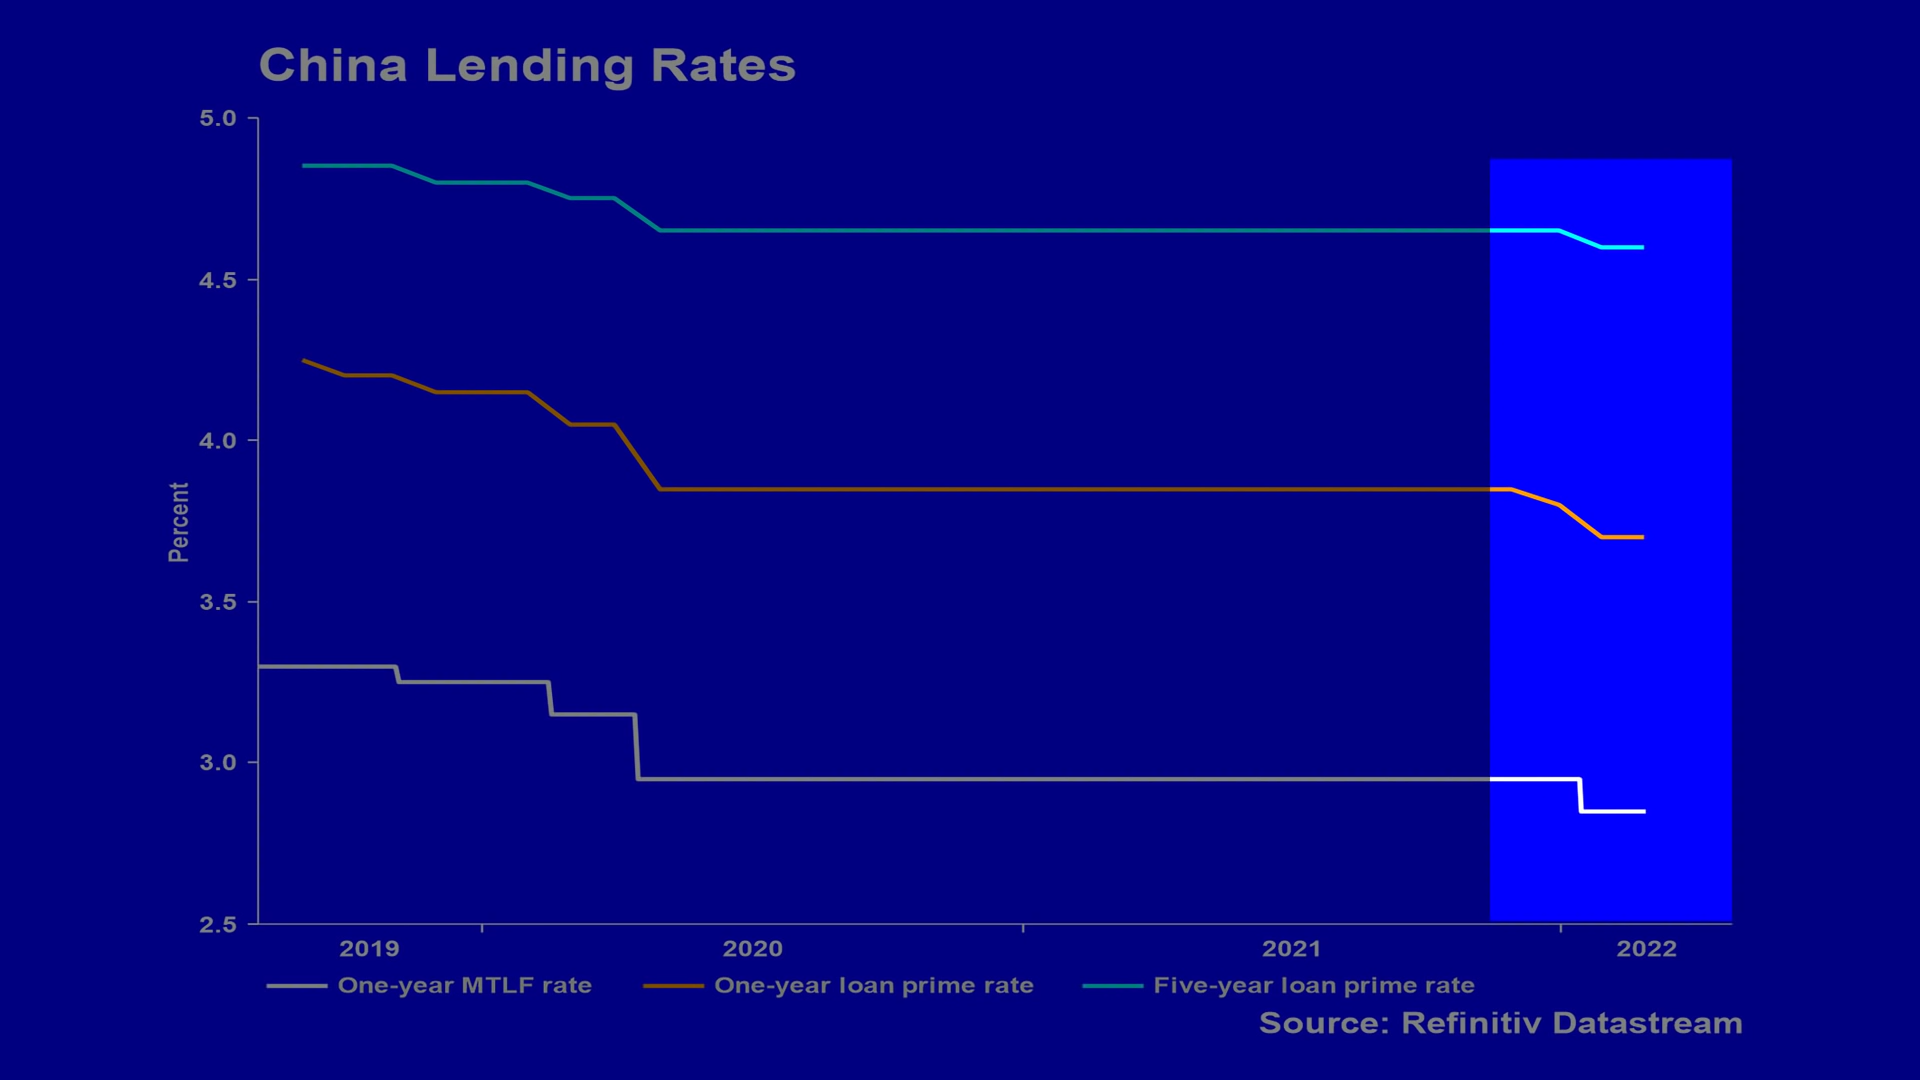 China Lending Rates
5.0
4.5
4.0
3.5
3.0
2.5
Percent
2019 2020 2021 2022
One-year MTLF rate One-year loan prime rate Five-year loan prime rate
Source: Refinitiv Datastream